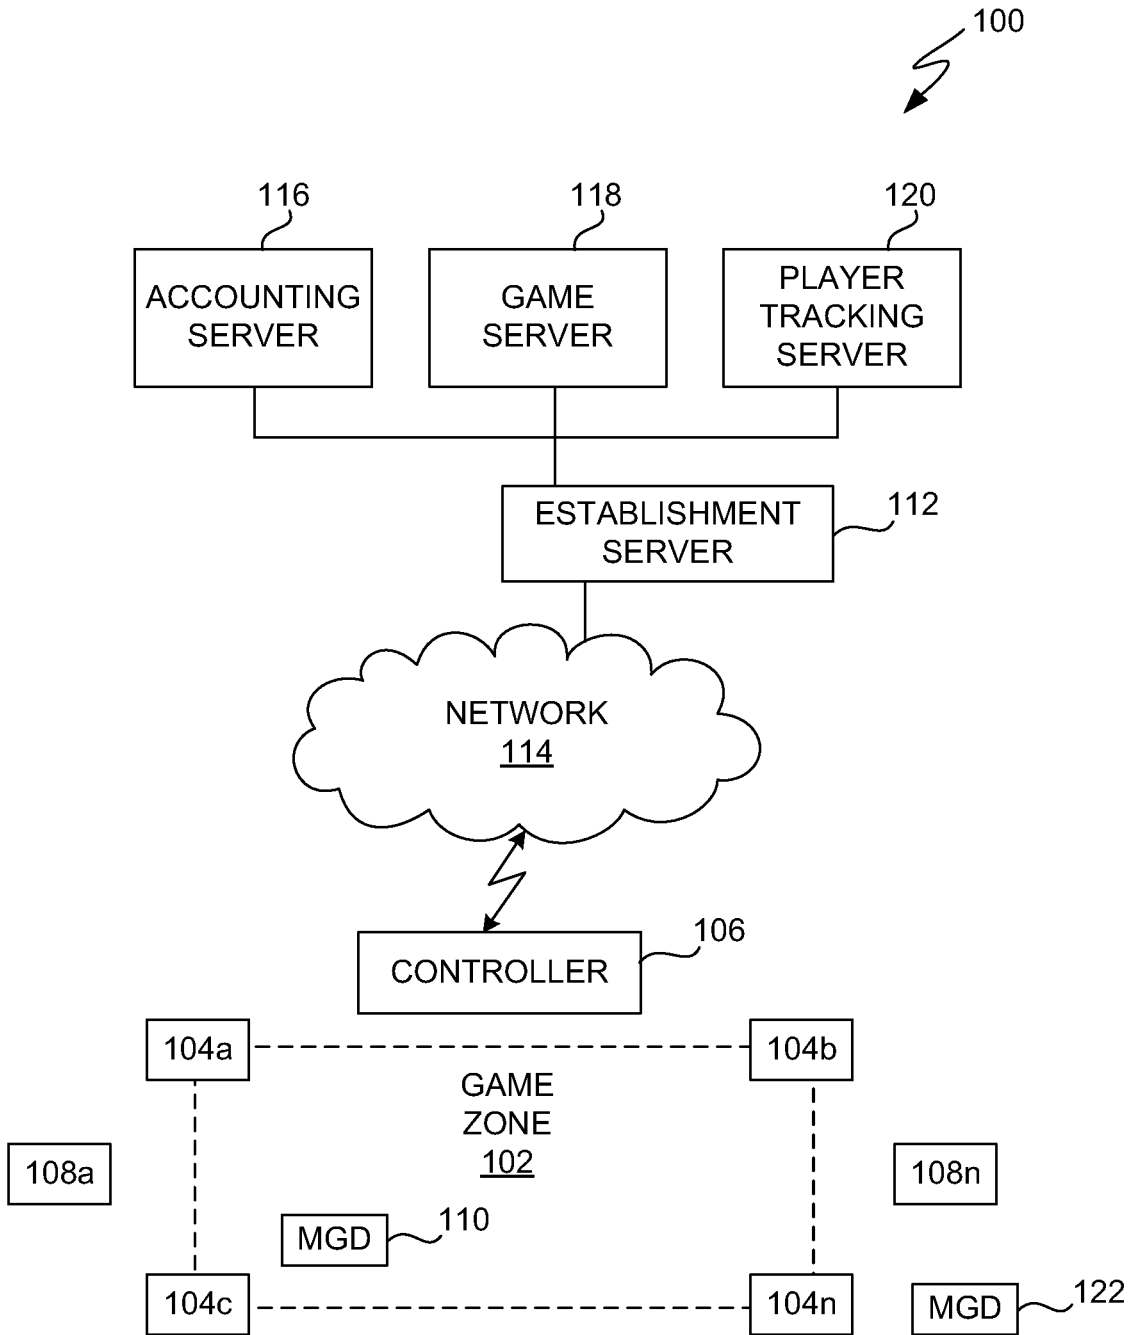 100
116
118
120
ACCOUNTING
SERVER
GAME
SERVER
PLAYER
TRACKING
SERVER
ESTABLISHMENT
SERVER
112
NETWORK
114
CONTROLLER
106
104a
104b
GAME
ZONE
102
108a
108n
MGD
110
104c
104n
MGD
122